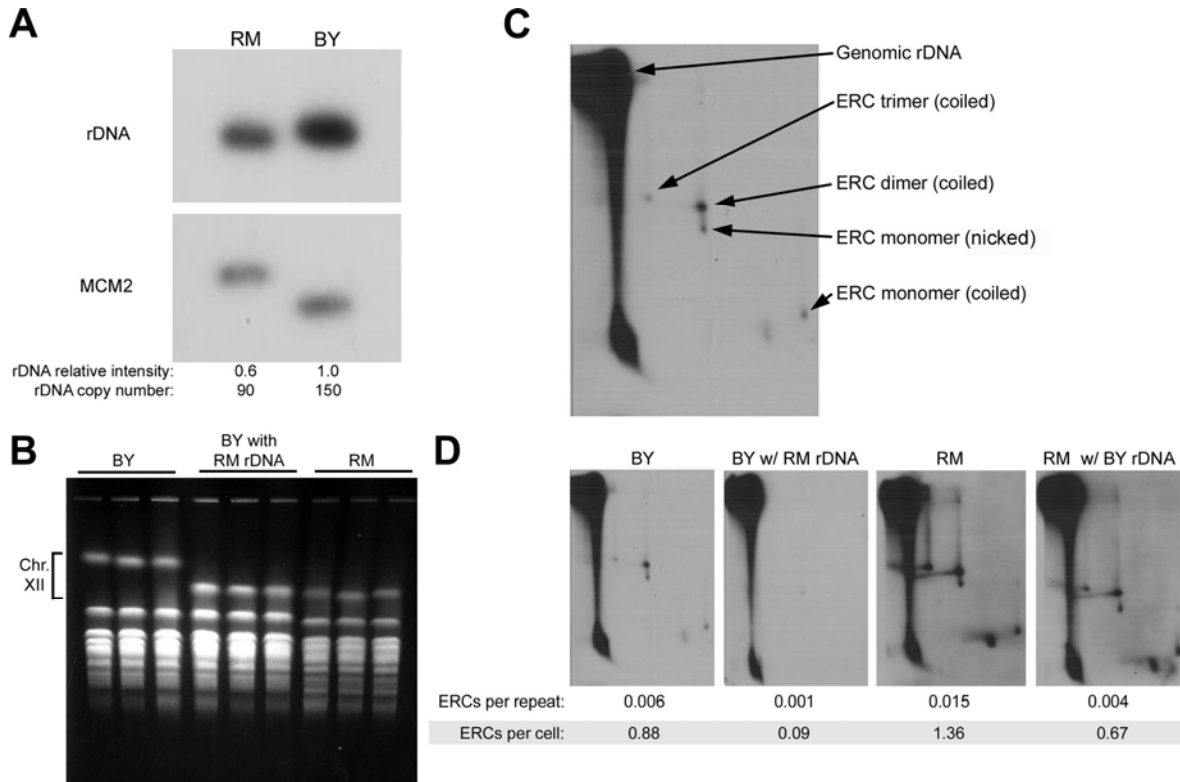 A
RM BY
rDNA
MCM2
rDNA relative intensity: 0.6 1.0
rDNA copy number: 90 150
B
BY BY with RM rDNA RM
Chr. XII
C
Genomic rDNA
ERC trimer (coiled)
ERC dimer (coiled)
ERC monomer (nicked)
ERC monomer (coiled)
D
BY BY w/ RM rDNA RM RM w/ BY rDNA
ERCs per repeat: 0.006 0.001 0.015 0.004
ERCs per cell: 0.88 0.09 1.36 0.67